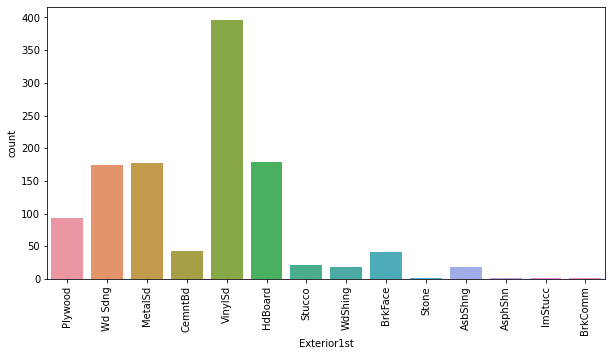 400
350
300
250
200
150
100
50
0
count
Plywood
Wd Sdng
MetalSd
CemntBd
VinylSd
HdBoard
Stucco
WdShing
BrkFace
Stone
AsbShng
AsphShn
ImStucc
BrkComm
Exterior1st